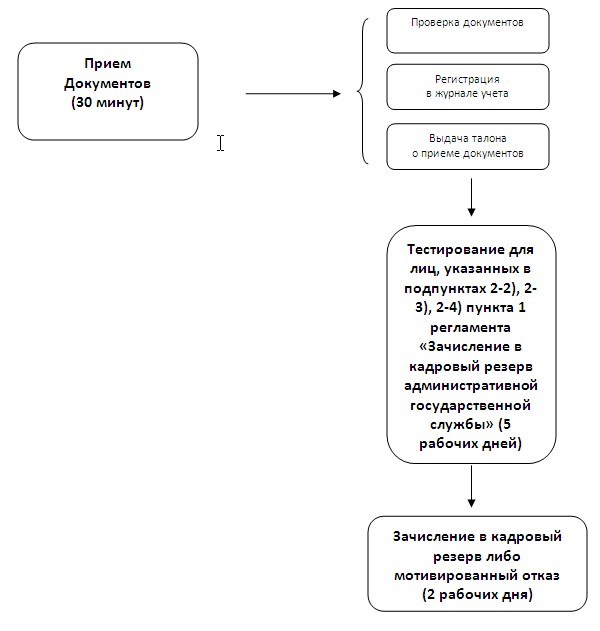 Прием
Документов
(30 минут)
Проверка документов
Регистрация
в журнале учета
Выдача талона
о приеме документов
Тестирование для
лиц, указанных в
подпунктах 2-2), 2-
3), 2-4) пункта 1
регламента
«Зачисление в
кадровый резерв
административной
государственной
службы» (5
рабочих дней)
Зачисление в кадровый
резерв либо
мотивированный отказ
(2 рабочих дня)